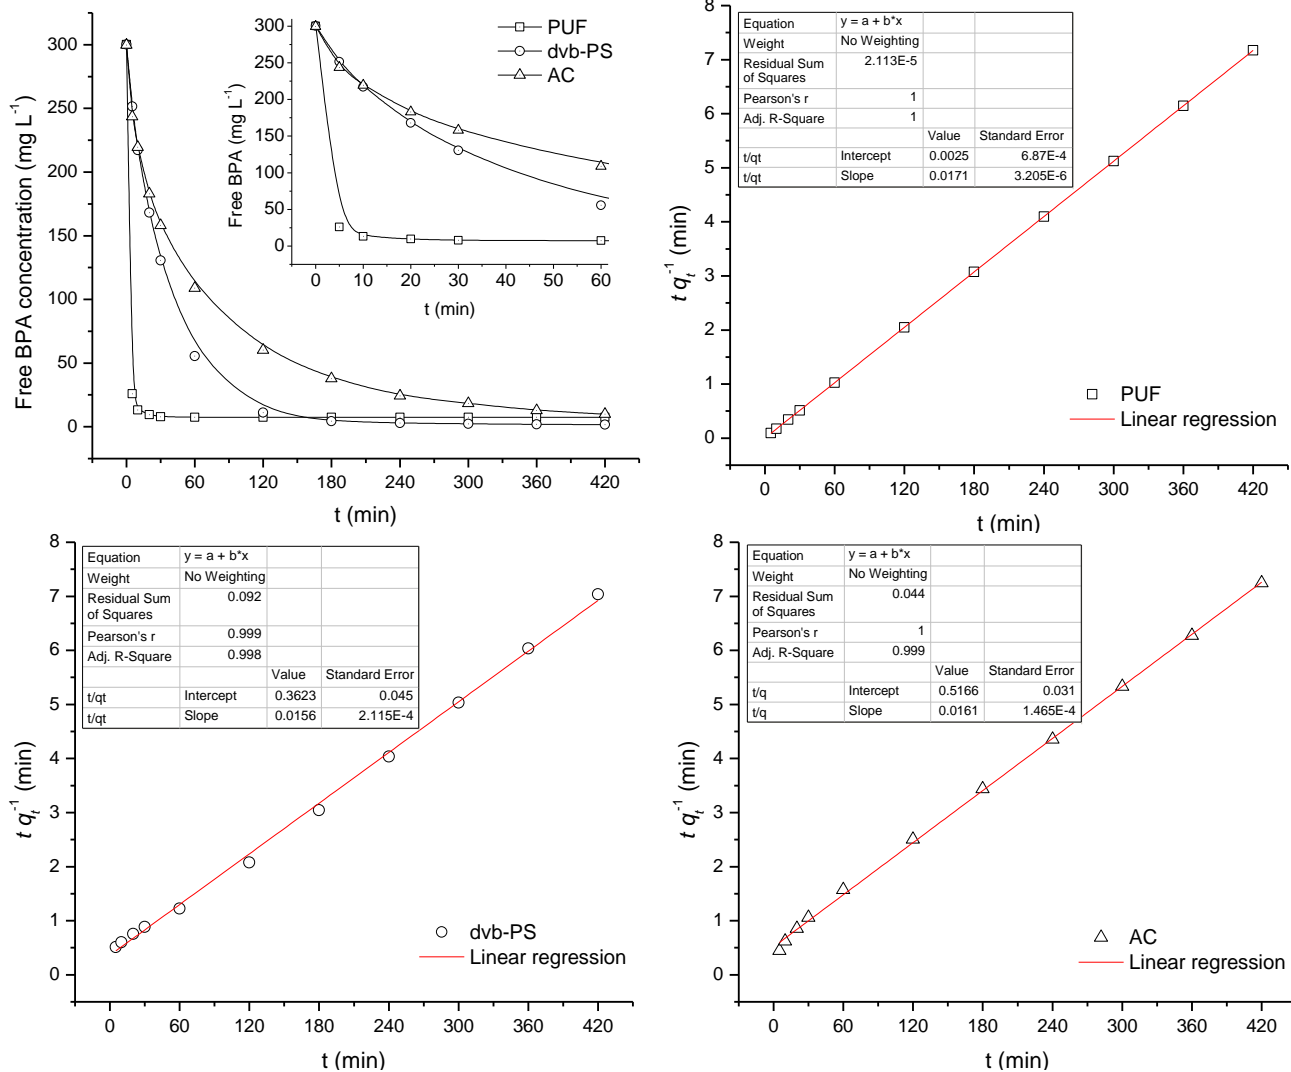 PUF
dvb-PS
AC
Free BPA concentration (mg L⁻¹)
300
250
200
150
100
50
0
0 60 120 180 240 300 360 420
t (min)
Free BPA (mg L⁻¹)
300
250
200
150
100
50
0
0 10 20 30 40 50 60
t (min)
Equation y = a + b*x
Weight No Weighting
Residual Sum 2.113E-5
of Squares
Pearson's r 1
Adj. R-Square 1
Value Standard Error
t/qt Intercept 0.0025 6.87E-4
t/qt Slope 0.0171 3.205E-6
t qt⁻¹ (min)
8
7
6
5
4
3
2
1
0
PUF
Linear regression
0 60 120 180 240 300 360 420
t (min)
Equation y = a + b*x
Weight No Weighting
Residual Sum 0.092
of Squares
Pearson's r 0.999
Adj. R-Square 0.998
Value Standard Error
t/qt Intercept 0.3623 0.045
t/qt Slope 0.0156 2.115E-4
t qt⁻¹ (min)
8
7
6
5
4
3
2
1
0
dvb-PS
Linear regression
0 60 120 180 240 300 360 420
t (min)
Equation y = a + b*x
Weight No Weighting
Residual Sum 0.044
of Squares
Pearson's r 1
Adj. R-Square 0.999
Value Standard Error
t/q Intercept 0.5166 0.031
t/q Slope 0.0161 1.465E-4
t qt⁻¹ (min)
8
7
6
5
4
3
2
1
0
AC
Linear regression
0 60 120 180 240 300 360 420
t (min)